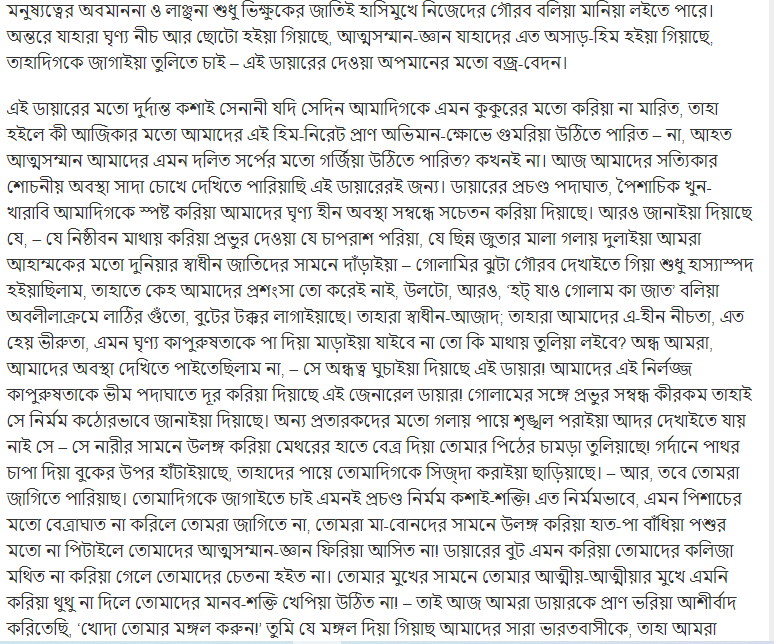 মনুষ্যত্বের অবমাননা ও লাঞ্ছনা শুধু ভিক্ষুকের জাতিই হাসিমুখে নিজেদের গৌরব বলিয়া মানিয়া লইতে পারে।
অন্তরে যাহারা ঘৃণ্য নীচ আর ছোটো হইয়া গিয়াছে, আত্মসম্মান-জ্ঞান যাহাদের এত অসাড়-হিম হইয়া গিয়াছে,
তাহাদিগকে জাগাইয়া তুলিতে চাই – এই ডায়ারের দেওয়া অপমানের মতো বজ্র-বেদন।
এই ডায়ারের মতো দুর্দান্ত কশাই সেনানী যদি সেদিন আমাদিগকে এমন কুকুরের মতো করিয়া না মারিত, তাহা
হইলে কী আজিকার মতো আমাদের এই হিম-নিরেট প্রাণ অভিমান-ক্ষোভে গুমরিয়া উঠিতে পারিত – না, আহত
আত্মসম্মান আমাদের এমন দলিত সর্পের মতো গর্জিয়া উঠিতে পারিত? কখনই না। আজ আমাদের সত্যিকার
শোচনীয় অবস্থা সাদা চোখে দেখিতে পারিয়াছি এই ডায়ারেরই জন্য। ডায়ারের প্রচণ্ড পদাঘাত, পৈশাচিক খুন-
খারাবি আমাদিগকে স্পষ্ট করিয়া আমাদের ঘৃণ্য হীন অবস্থা সম্বন্ধে সচেতন করিয়া দিয়াছে। আরও জানাইয়া দিয়াছে
যে, – যে নিষ্ঠীবন মাথায় করিয়া প্রভুর দেওয়া যে চাপরাশ পরিয়া, যে ছিন্ন জুতার মালা গলায় দুলাইয়া আমরা
আহাম্মকের মতো দুনিয়ার স্বাধীন জাতিদের সামনে দাঁড়াইয়া – গোলামির ঝুটা গৌরব দেখাইতে গিয়া শুধু হাস্যাস্পদ
হইয়াছিলাম, তাহাতে কেহ আমাদের প্রশংসা তো করেই নাই, উলটো, আরও, ‘হট্ যাও গোলাম কা জাত’ বলিয়া
অবলীলাক্রমে লাঠির গুঁতো, বুটের টক্কর লাগাইয়াছে। তাহারা স্বাধীন-আজাদ; তাহারা আমাদের এ-হীন নীচতা, এত
হেয় ভীরুতা, এমন ঘৃণ্য কাপুরুষতাকে পা দিয়া মাড়াইয়া যাইবে না তো কি মাথায় তুলিয়া লইবে? অন্ধ আমরা,
আমাদের অবস্থা দেখিতে পাইতেছিলাম না, – সে অন্ধত্ব ঘুচাইয়া দিয়াছে এই ডায়ার! আমাদের এই নির্লজ্জ
কাপুরুষতাকে ভীম পদাঘাতে দূর করিয়া দিয়াছে এই জেনারেল ডায়ার! গোলামের সঙ্গে প্রভুর সম্বন্ধ কীরকম তাহাই
সে নির্মম কঠোরভাবে জানাইয়া দিয়াছে। অন্য প্রতারকদের মতো গলায় পায়ে শৃঙ্খল পরাইয়া আদর দেখাইতে যায়
নাই সে – সে নারীর সামনে উলঙ্গ করিয়া মেথরের হাতে বেত্র দিয়া তোমার পিঠের চামড়া তুলিয়াছে! গর্দানে পাথর
চাপা দিয়া বুকের উপর হাঁটাইয়াছে, তাহাদের পায়ে তোমাদিগকে সিজ্‌দা করাইয়া ছাড়িয়াছে। – আর, তবে তোমরা
জাগিতে পারিয়াছ। তোমাদিগকে জাগাইতে চাই এমনই প্রচণ্ড নির্মম কশাই-শক্তি! এত নির্মমভাবে, এমন পিশাচের
মতো বেত্রাঘাত না করিলে তোমরা জাগিতে না, তোমরা মা-বোনদের সামনে উলঙ্গ করিয়া হাত-পা বাঁধিয়া পশুর
মতো না পিটাইলে তোমাদের আত্মসম্মান-জ্ঞান ফিরিয়া আসিত না! ডায়ারের বুট এমন করিয়া তোমাদের কলিজা
মথিত না করিয়া গেলে তোমাদের চেতনা হইত না। তোমার মুখের সামনে তোমার আত্মীয়-আত্মীয়ার মুখে এমনি
করিয়া থুথু না দিলে তোমাদের মানব-শক্তি খেপিয়া উঠিত না! – তাই আজ আমরা ডায়ারকে প্রাণ ভরিয়া আশীর্বাদ
করিতেছি, ‘খোদা তোমার মঙ্গল করুন!’ তুমি যে মঙ্গল দিয়া গিয়াছ আমাদের সারা ভারতবাসীকে, তাহা আমরা